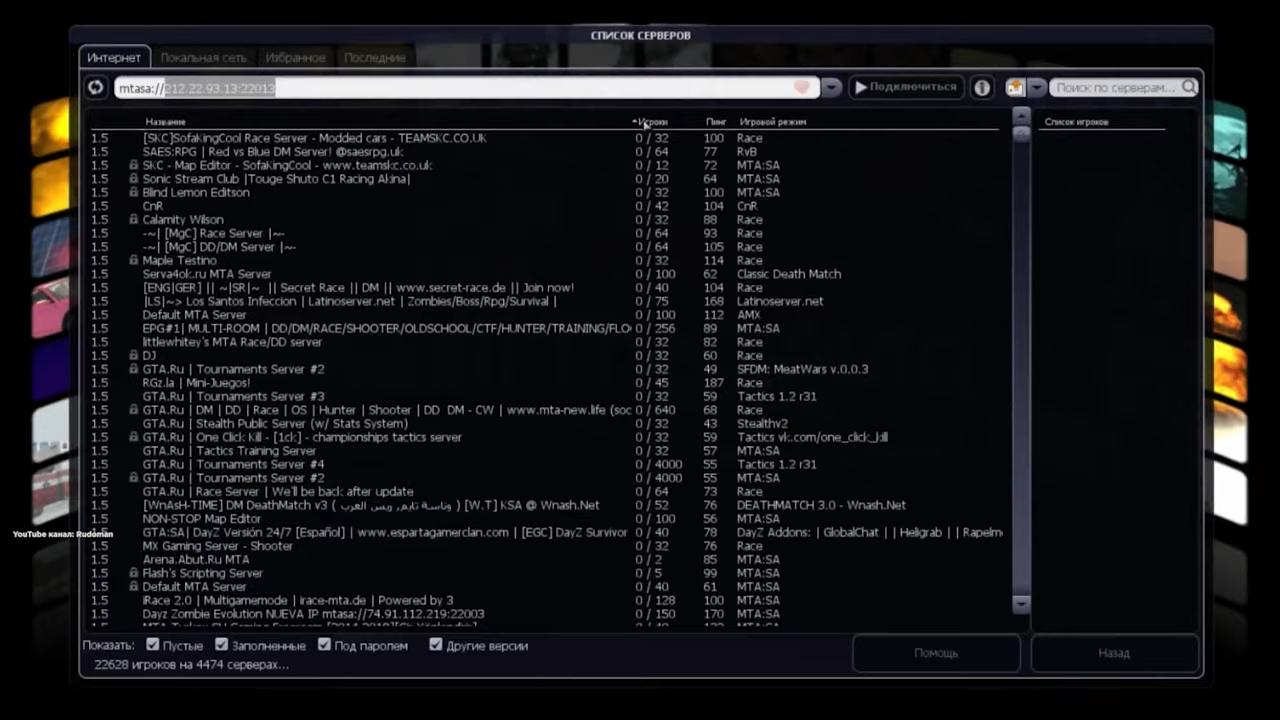 СПИСОК СЕРВЕРОВ
Интернет Локальная сеть Избранное Последние
mtasa://212.22.93.13:22013 Подключиться Поиск по серверам...
Название Игроки Пинг Игровой режим Список игроков
1.5 [SKC]SofaKingCool Race Server - Modded cars - TEAMSKC.CO.UK 0 / 32 100 Race
1.5 SAES:RPG | Red vs Blue DM Server! @saesrpg.uk 0 / 64 77 RvB
1.5 SKC - Map Editor - SofaKingCool - www.teamskc.co.uk 0 / 12 72 MTA:SA
1.5 Sonic Stream Club |Touge Shuto C1 Racing Akina| 0 / 20 64 MTA:SA
1.5 Blind Lemon Editson 0 / 32 100 MTA:SA
1.5 CnR 0 / 42 104 CnR
1.5 Calamity Wilson 0 / 32 88 Race
1.5 -~| [MgC] Race Server |~- 0 / 64 93 Race
1.5 -~| [MgC] DD/DM Server |~- 0 / 64 105 Race
1.5 Maple Testino 0 / 32 114 Race
1.5 Serva4ok.ru MTA Server 0 / 100 62 Classic Death Match
1.5 [ENG|GER] || ~|SR|~ || Secret Race || DM || www.secret-race.de || Join now! 0 / 40 104 Race
1.5 |LS|~> Los Santos Infeccion | Latinoserver.net | Zombies/Boss/Rpg/Survival | 0 / 75 168 Latinoserver.net
1.5 Default MTA Server 0 / 100 112 AMX
1.5 EPG#1| MULTI-ROOM | DD/DM/RACE/SHOOTER/OLDSCHOOL/CTF/HUNTER/TRAINING/FLO 0 / 256 89 MTA:SA
1.5 littlewhitey's MTA Race/DD server 0 / 32 82 Race
1.5 DJ 0 / 32 60 Race
1.5 GTA.Ru | Tournaments Server #2 0 / 32 49 SFDM: MeatWars v.0.0.3
1.5 RGz.la | Mini-Juegos! 0 / 45 187 Race
1.5 GTA.Ru | Tournaments Server #3 0 / 32 59 Tactics 1.2 r31
1.5 GTA.Ru | DM | DD | Race | OS | Hunter | Shooter | DD DM - CW | www.mta-new.life (soc 0 / 640 68 Race
1.5 GTA.Ru | Stealth Public Server (w/ Stats System) 0 / 32 43 Stealthv2
1.5 GTA.Ru | One Click Kill - [1ck] - championships tactics server 0 / 32 59 Tactics vk.com/one_click_kill
1.5 GTA.Ru | Tactics Training Server 0 / 32 57 MTA:SA
1.5 GTA.Ru | Tournaments Server #4 0 / 4000 55 Tactics 1.2 r31
1.5 GTA.Ru | Tournaments Server #2 0 / 4000 55 MTA:SA
1.5 GTA.Ru | Race Server | We'll be back after update 0 / 64 73 Race
1.5 [WnAsH-TIME] DM DeathMatch v3 ( وناسة تايم, ريس العرب ) [W.T] KSA @ Wnash.Net 0 / 52 76 DEATHMATCH 3.0 - Wnash.Net
1.5 NON-STOP Map Editor 0 / 100 56 MTA:SA
1.5 GTA:SA| DayZ Versión 24/7 [Español] | www.espartagamerclan.com | [EGC] DayZ Survivor 0 / 40 78 DayZ Addons: | GlobalChat | | Heligrab | | Rapelm
YouTube канал: Rudoman
1.5 MX Gaming Server - Shooter 0 / 32 76 Race
1.5 Arena.Abut.Ru MTA 0 / 2 85 MTA:SA
1.5 Flash's Scripting Server 0 / 5 99 MTA:SA
1.5 Default MTA Server 0 / 40 61 MTA:SA
1.5 iRace 2.0 | Multigamemode | irace-mta.de | Powered by 3 0 / 128 100 MTA:SA
1.5 Dayz Zombie Evolution NUEVA IP mtasa://74.91.112.219:22003 0 / 150 170 MTA:SA
Показать: Пустые Заполненные Под паролем Другие версии
22628 игроков на 4474 серверах... Помощь Назад